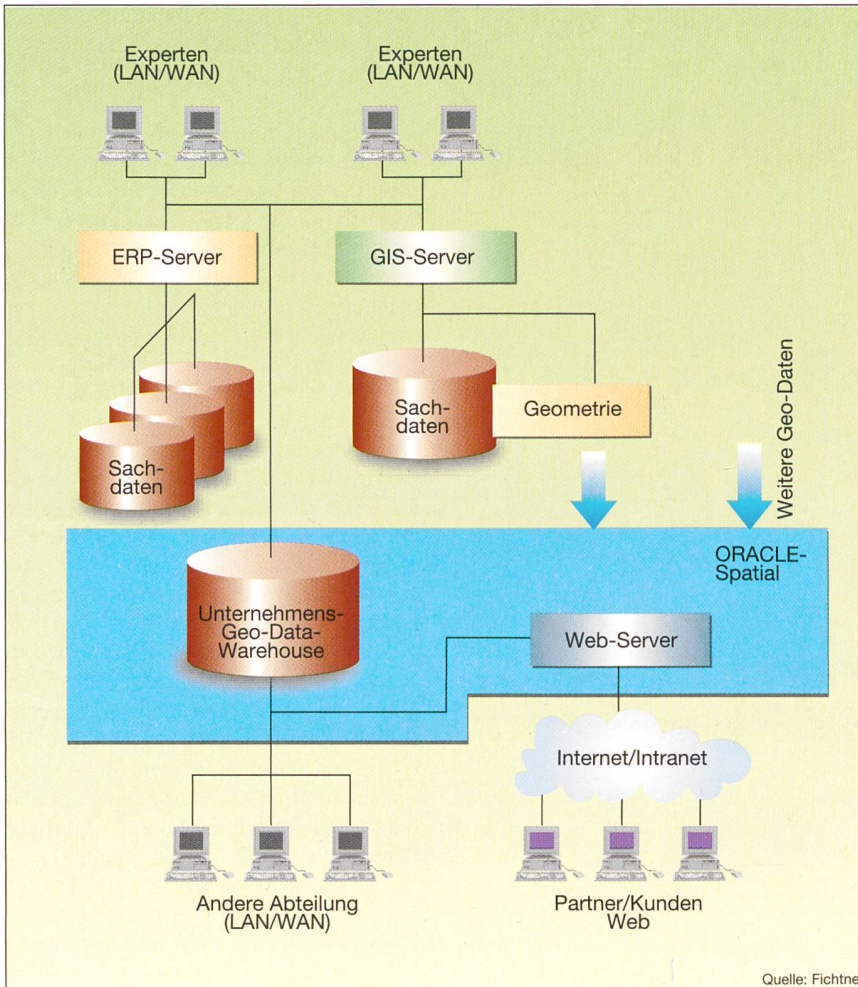 Experten
(LAN/WAN)
Experten
(LAN/WAN)
ERP-Server
GIS-Server
Sach-
daten
Sach-
daten
Geometrie
Weitere Geo-Daten
ORACLE-
Spatial
Unternehmens-
Geo-Data-
Warehouse
Web-Server
Internet/Intranet
Andere Abteilung
(LAN/WAN)
Partner/Kunden
Web
Quelle: Fichtne